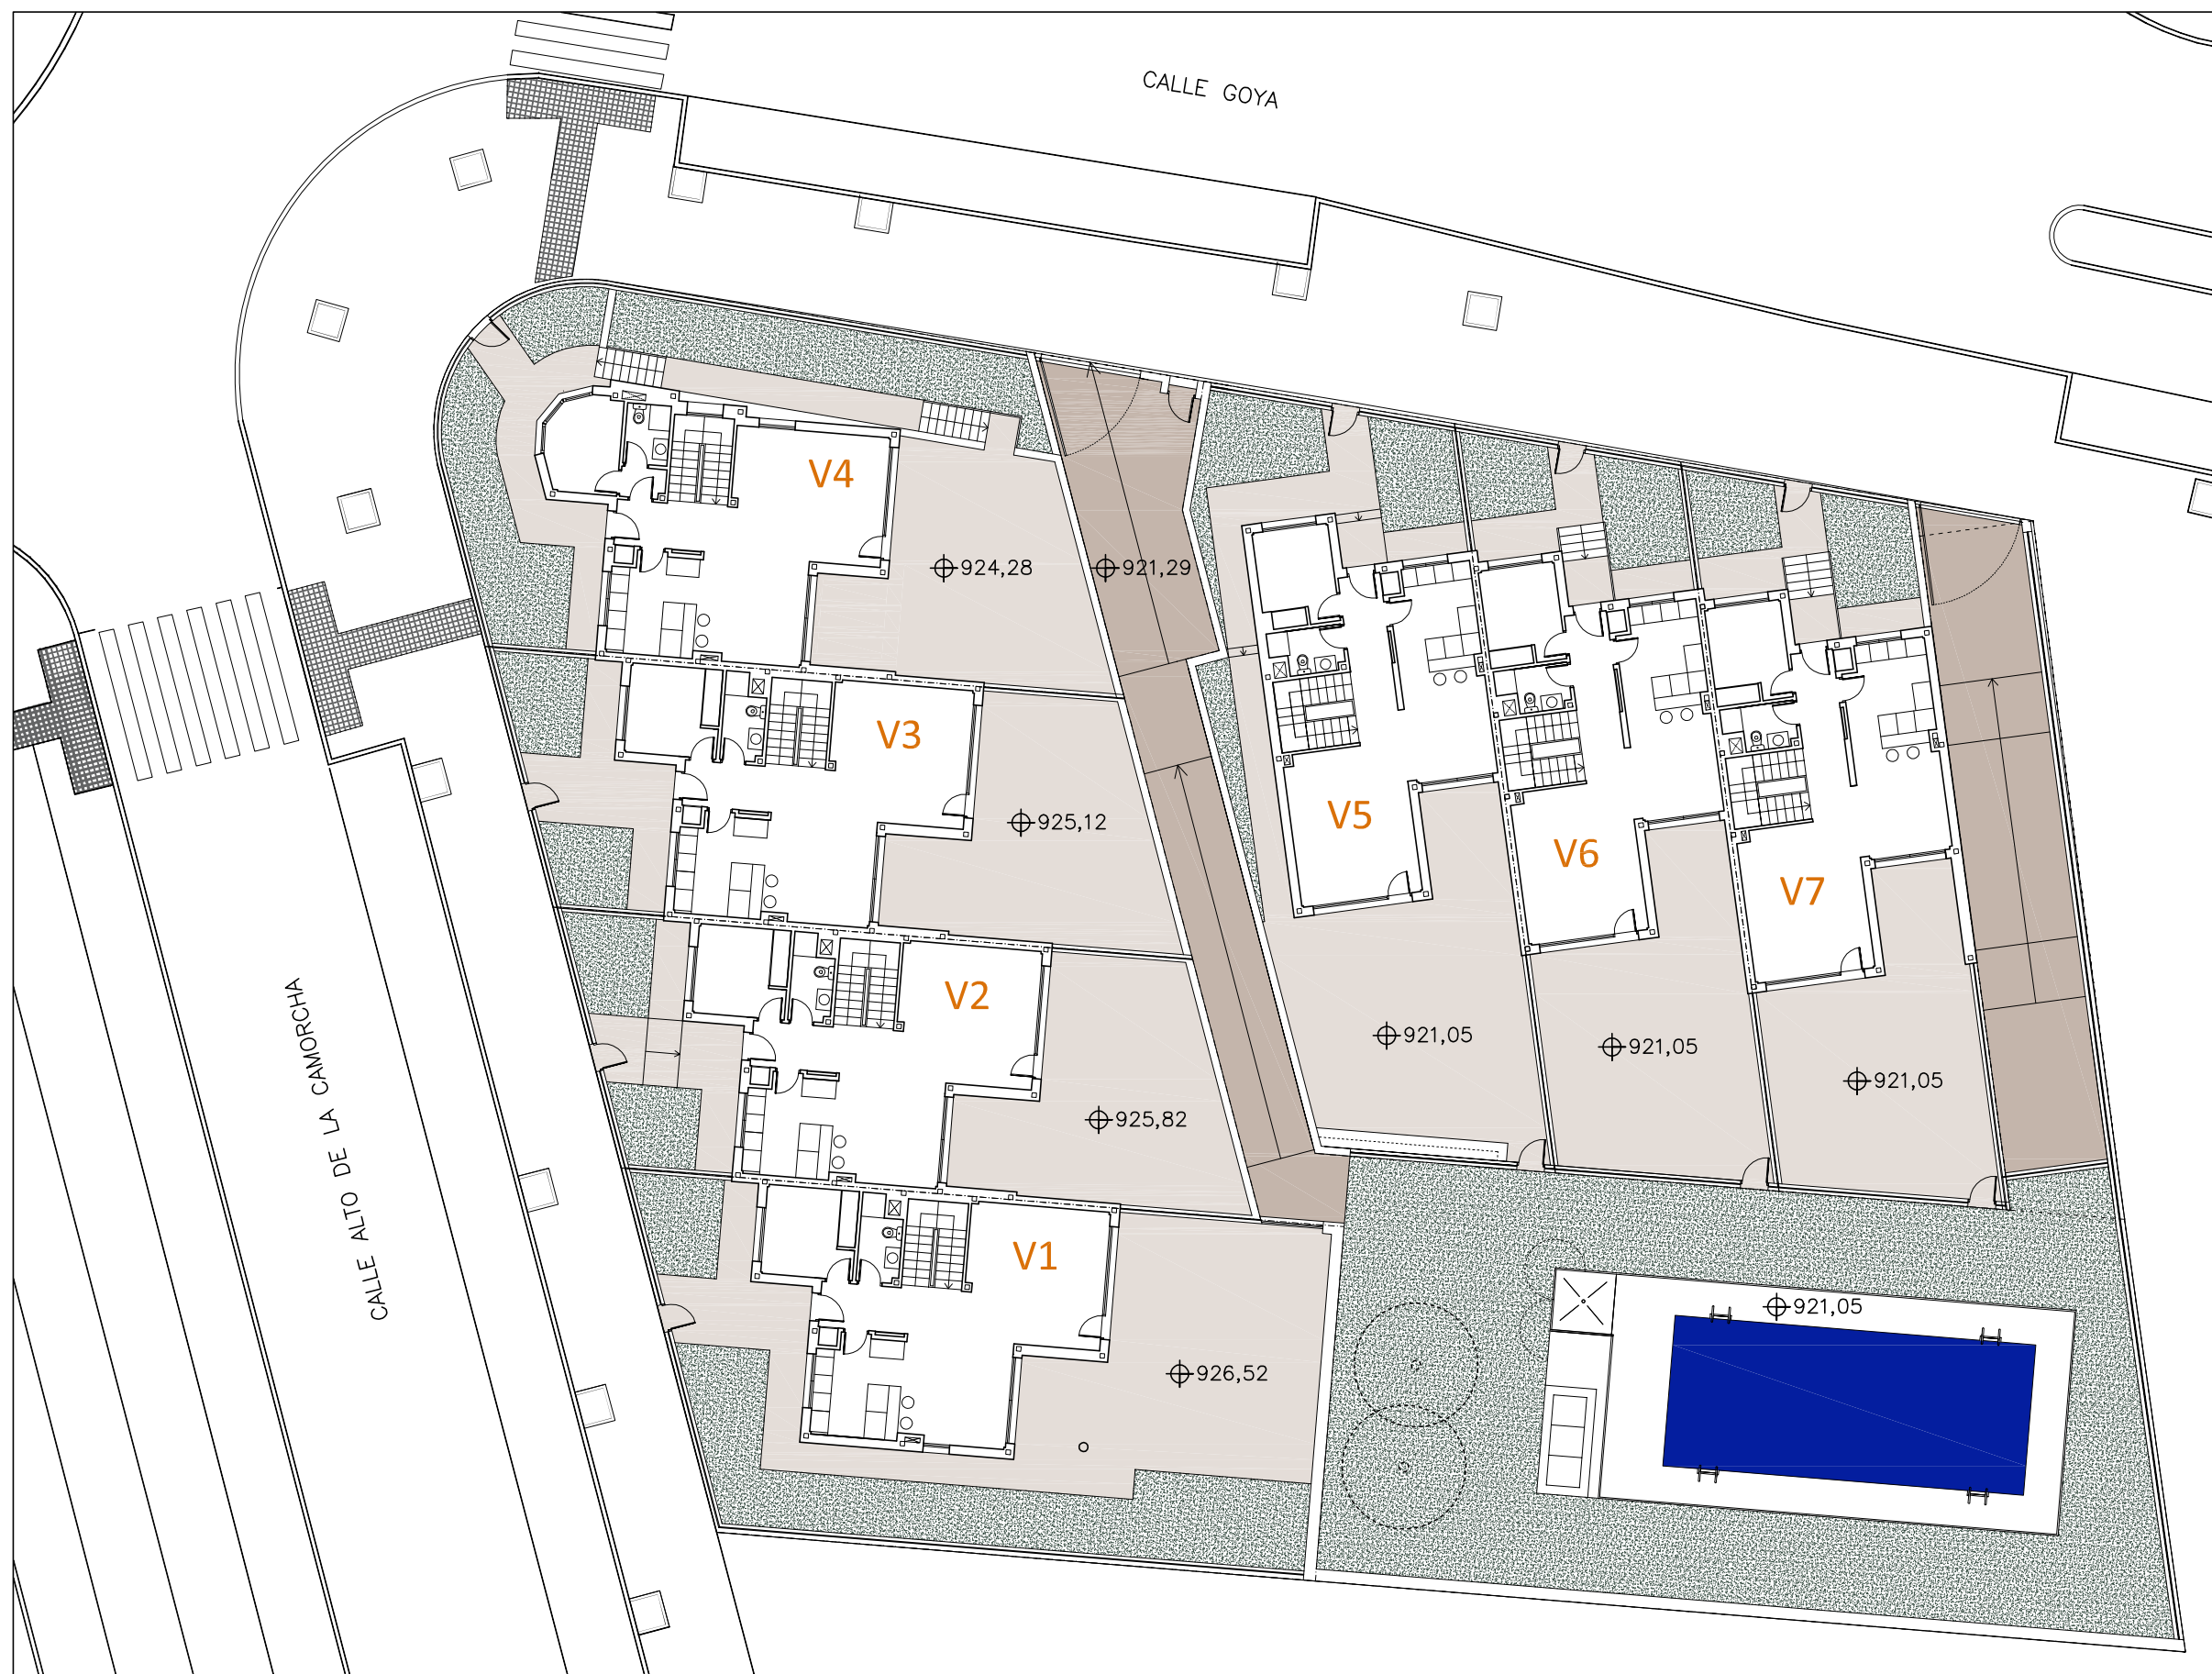 CALLE GOYA
V4
924,28
921,29
V3
925,12
V5
V6
V7
V2
925,82
921,05
921,05
921,05
CALLE ALTO DE LA CAMORCHA
V1
926,52
921,05